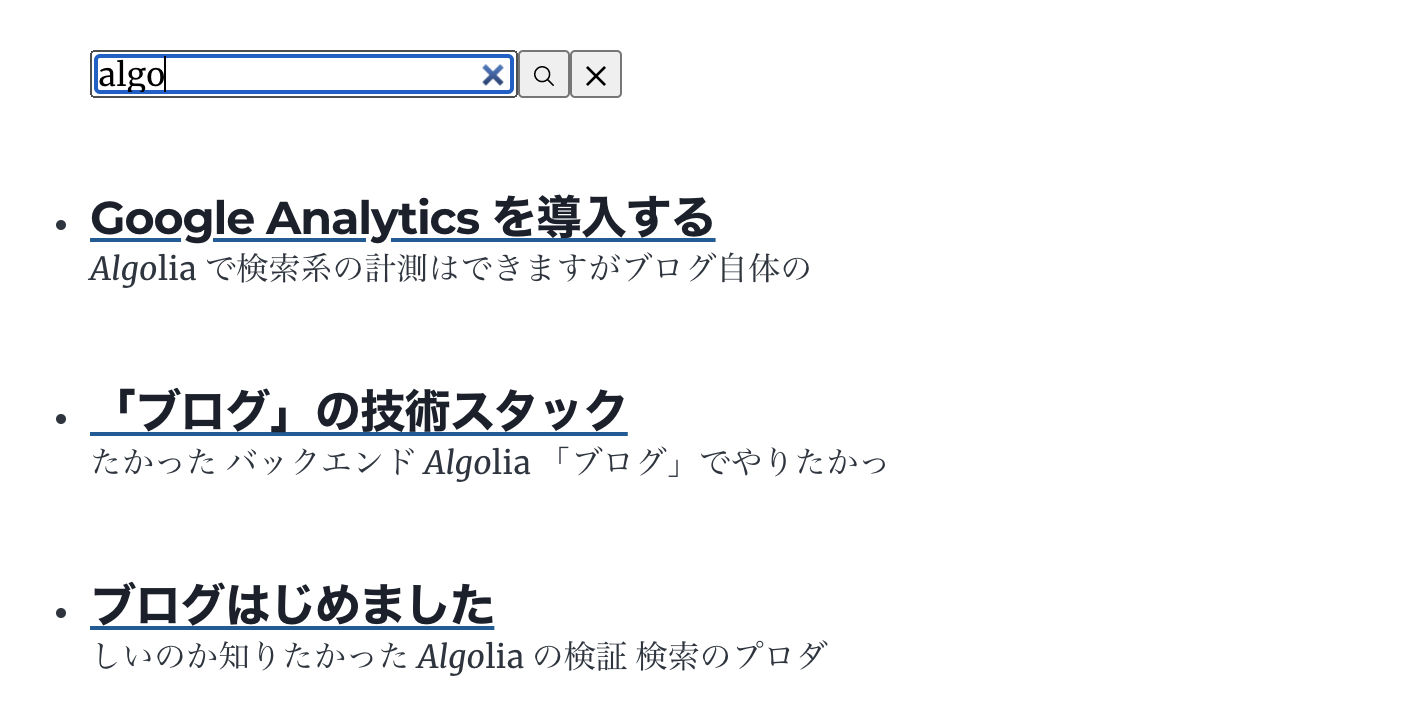 algo
Google Analytics を導入する
Algolia で検索系の計測はできますがブログ自体の
「ブログ」の技術スタック
たかった バックエンド Algolia 「ブログ」でやりたかっ
ブログはじめました
しいのか知りたかった Algolia の検証 検索のプロダ